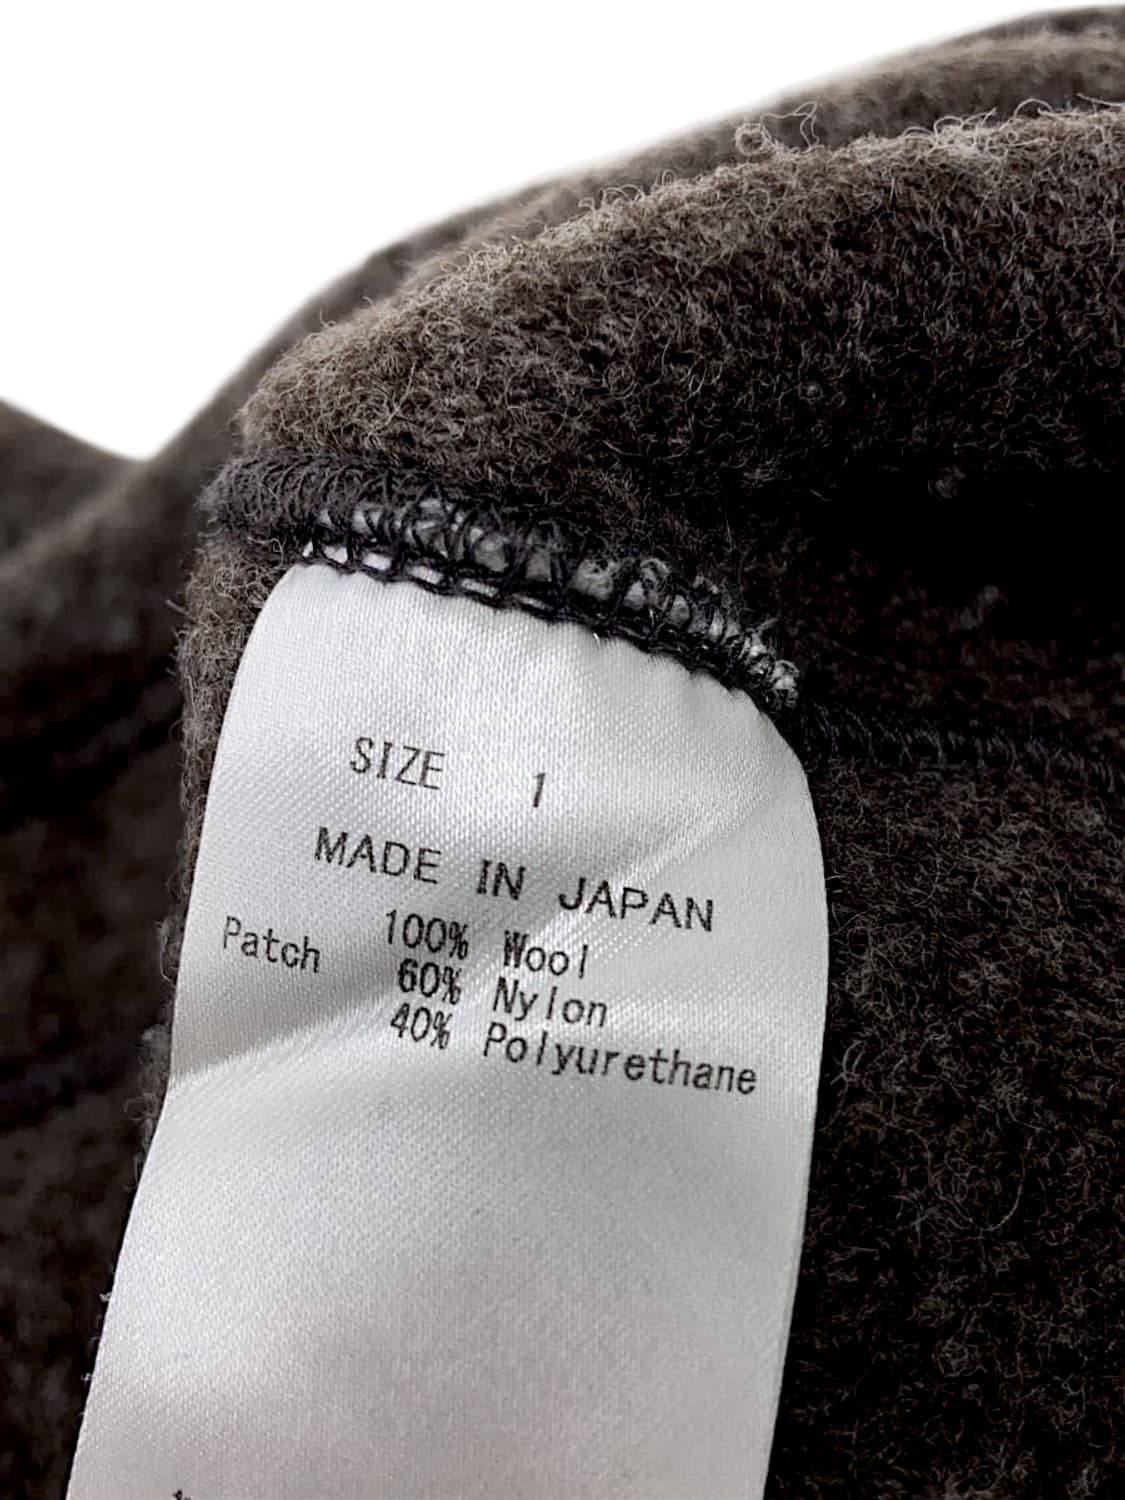 SIZE 1
MADE IN JAPAN
100% Wool
Patch 60% Nylon
40% Polyurethane